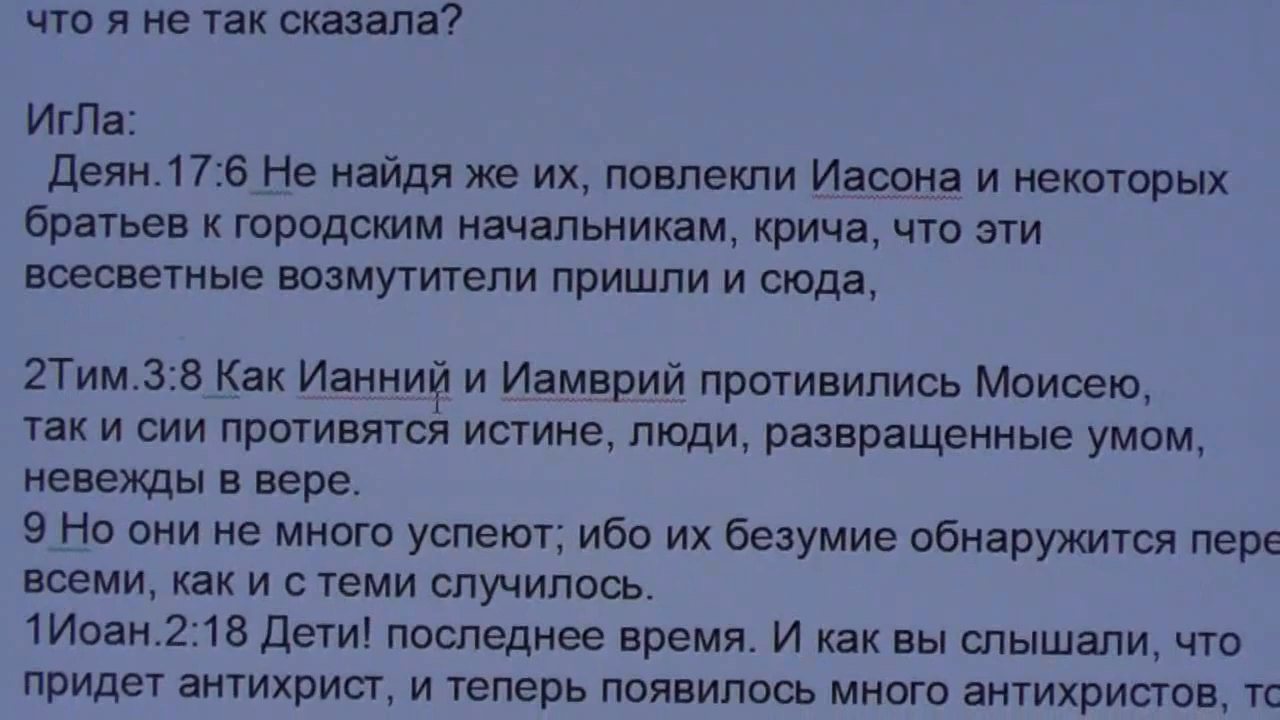 что я не так сказала?
ИгЛа:
Деян.17:6 Не найдя же их, повлекли Иасона и некоторых
братьев к городским начальникам, крича, что эти
всесветные возмутители пришли и сюда,
2Тим.3:8 Как Ианний и Иамврий противились Моисею,
так и сии противятся истине, люди, развращенные умом,
невежды в вере.
9 Но они не много успеют; ибо их безумие обнаружится пере
всеми, как и с теми случилось.
1Иоан.2:18 Дети! последнее время. И как вы слышали, что
придет антихрист, и теперь появилось много антихристов, то